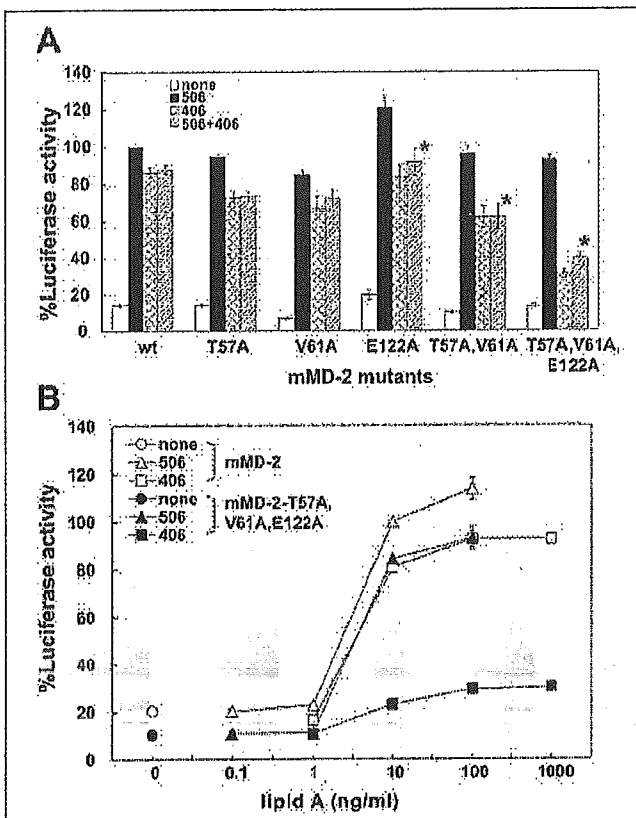 A
140
120
100
80
60
40
20
0
%Luciferase activity
none
506
406
506+406
*
*
*
wt
T57A
V61A
E122A
T57A,V61A
T57A,V61A,
E122A
mMD-2 mutants
B
140
120
100
80
60
40
20
0
%Luciferase activity
none
506
406
mMD-2
none
506
406
mMD-2-T57A,
V61A,E122A
0
0.1
1
10
100
1000
lipid A (ng/ml)